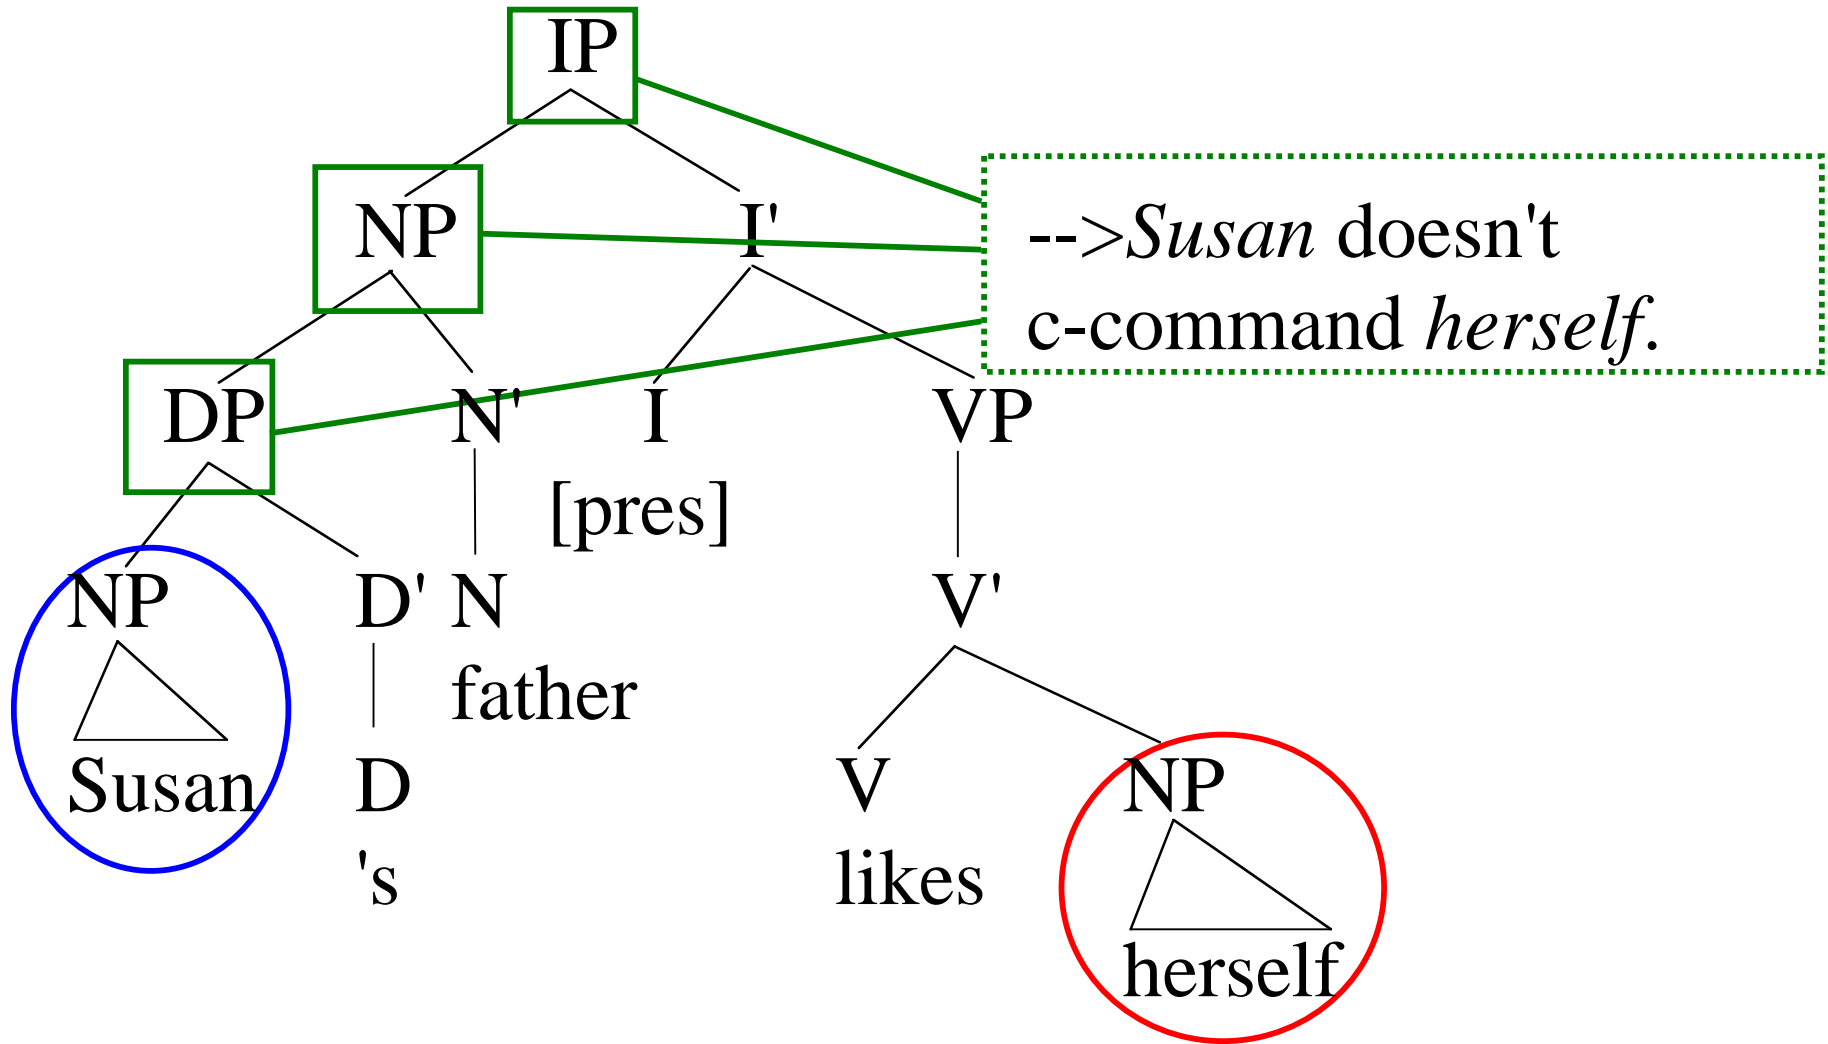 IP
NP I'
-->Susan doesn't
c-command herself.
DP N' I VP
[pres]
NP D' N V'
father
Susan D V NP
's likes
herself